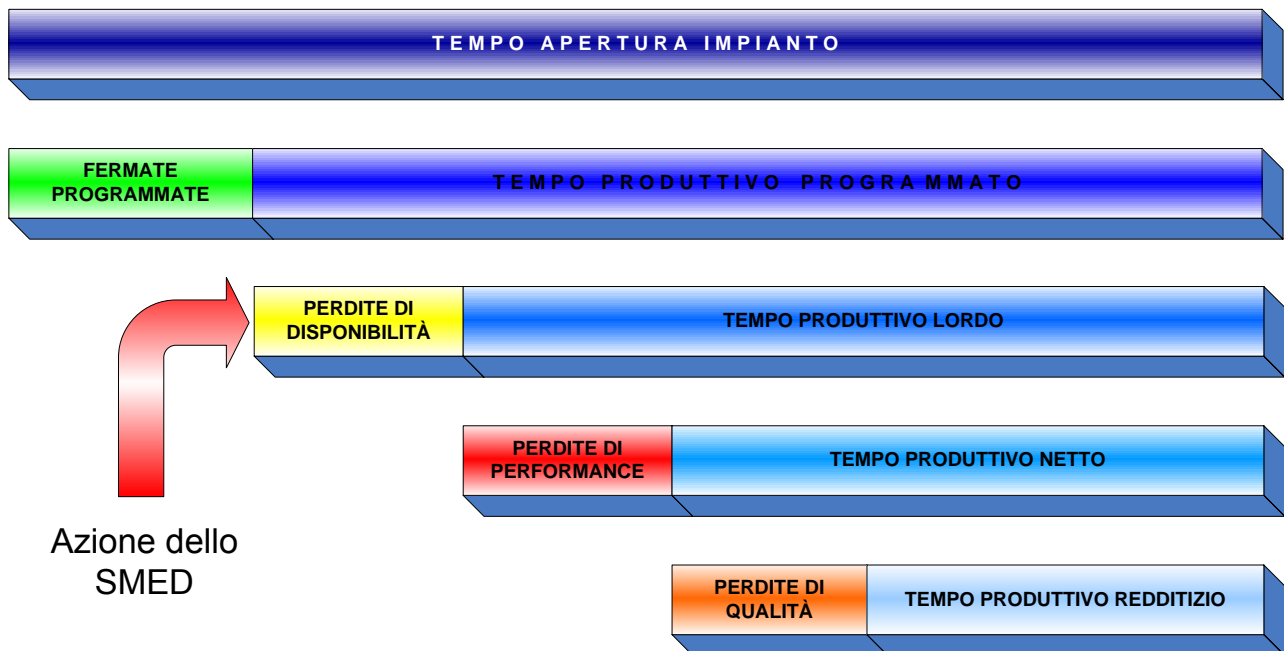 TEMPO APERTURA IMPIANTO
FERMATE
PROGRAMMATE
TEMPO PRODUTTIVO PROGRAMMATO
PERDITE DI
DISPONIBILITÀ
TEMPO PRODUTTIVO LORDO
PERDITE DI
PERFORMANCE
TEMPO PRODUTTIVO NETTO
Azione dello
SMED
PERDITE DI
QUALITÀ
TEMPO PRODUTTIVO REDDITIZIO